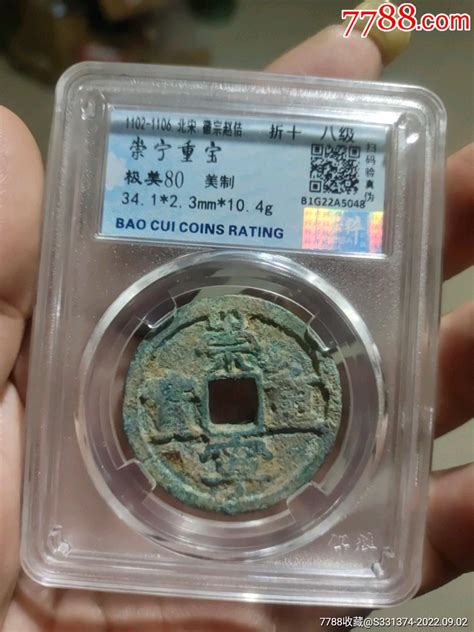 7788.com
1102-1106 北宋 徽宗赵佶 折十 八级
崇宁重宝
极美80 美制
34.1*2.3mm*10.4g
BAO CUI COINS RATING
扫码验真伪
B1G22A5048
粹
崇
寳 重
寧
7788收藏@S331374-2022.09.02